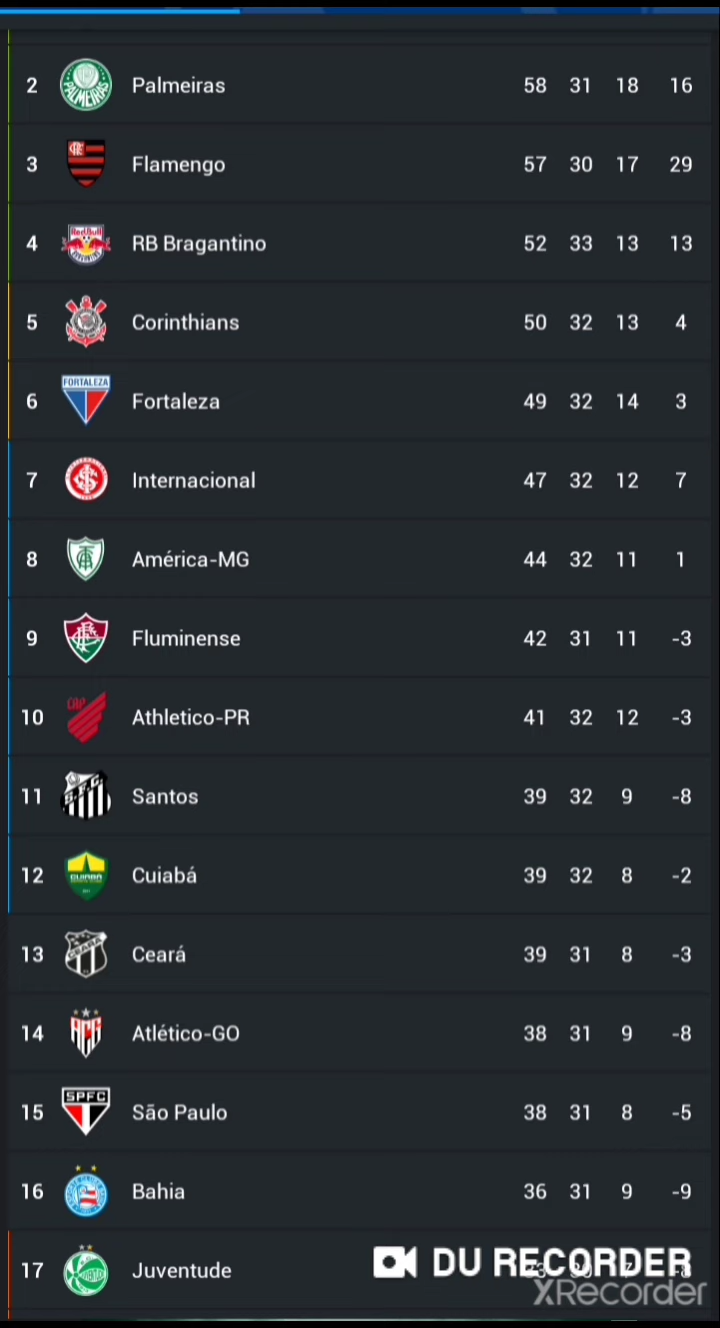 2 Palmeiras 58 31 18 16
3 Flamengo 57 30 17 29
4 RB Bragantino 52 33 13 13
5 Corinthians 50 32 13 4
FORTALEZA
6 Fortaleza 49 32 14 3
7 Internacional 47 32 12 7
8 América-MG 44 32 11 1
9 Fluminense 42 31 11 -3
10 Athletico-PR 41 32 12 -3
11 Santos 39 32 9 -8
12 Cuiabá 39 32 8 -2
13 Ceará 39 31 8 -3
14 Atlético-GO 38 31 9 -8
SPFC
15 São Paulo 38 31 8 -5
16 Bahia 36 31 9 -9
17 Juventude
DU RECORDER
XRecorder